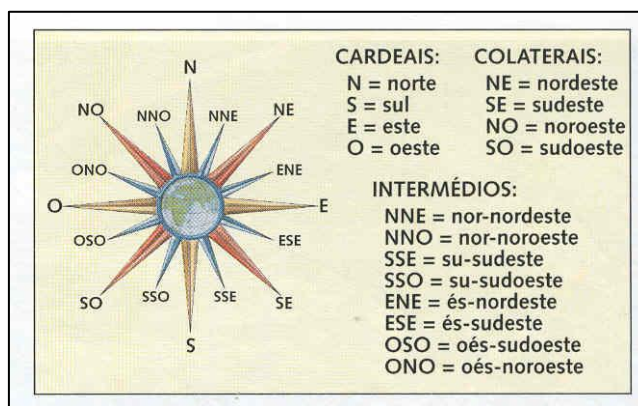 N
NO
NNO
NNE
NE
ONO
ENE
O
E
OSO
ESE
SO
SSO
SSE
SE
S
CARDEAIS:
N = norte
S = sul
E = este
O = oeste
COLATERAIS:
NE = nordeste
SE = sudeste
NO = noroeste
SO = sudoeste
INTERMÉDIOS:
NNE = nor-nordeste
NNO = nor-noroeste
SSE = su-sudeste
SSO = su-sudoeste
ENE = és-nordeste
ESE = és-sudeste
OSO = oés-sudoeste
ONO = oés-noroeste